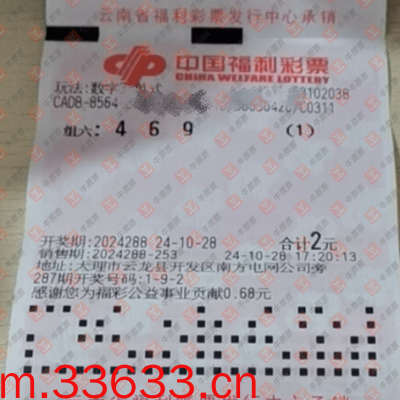 云南省福利彩票发行中心承销
中国福利彩票
CHINA WELFARE LOTTERY
玩法:数字 式
3102038
CADB-8564 C0311
组六: 4 6 9 (1)
开奖期:2024288 24-10-28 合计2元
销售期:2024288-253 24-10-28 17:20:13
地址:大理市云龙县开发区南方电网公司旁
287期开奖号码:1-9-2
感谢您为福彩公益事业贡献0.68元
m.33633.cn